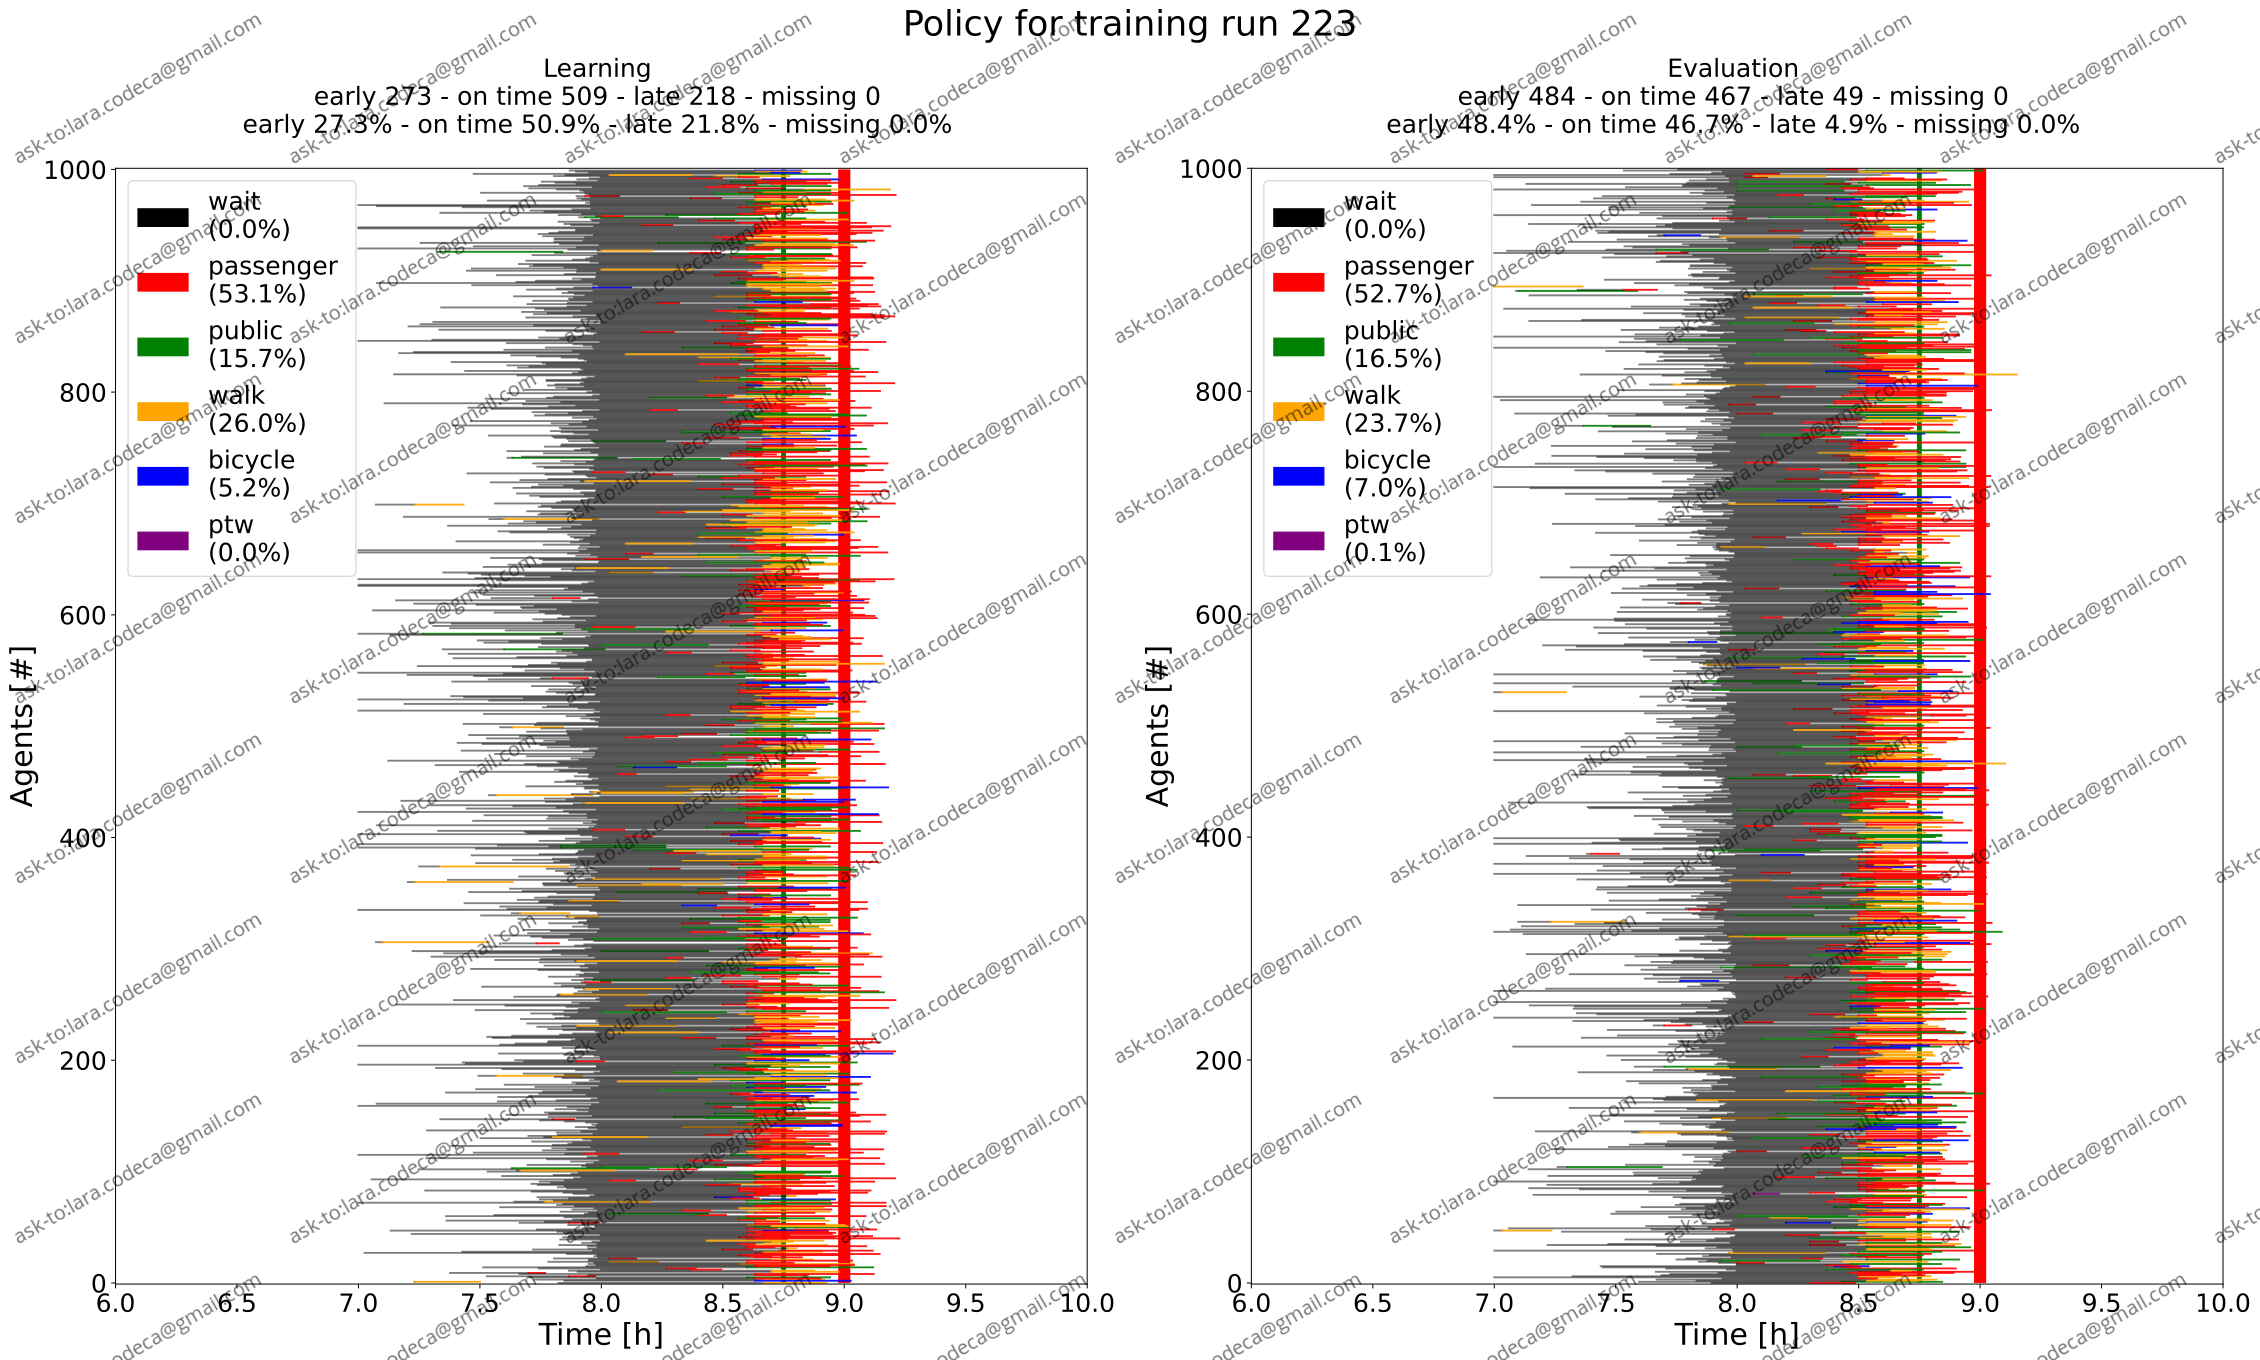 Policy for training run 223
Learning
early 273 - on time 509 - late 218 - missing 0
early 27.3% - on time 50.9% - late 21.8% - missing 0.0%
Evaluation
early 484 - on time 467 - late 49 - missing 0
early 48.4% - on time 46.7% - late 4.9% - missing 0.0%
wait
(0.0%)
passenger
(53.1%)
public
(15.7%)
walk
(26.0%)
bicycle
(5.2%)
ptw
(0.0%)
Agents [#]
1000
800
600
400
200
0
6.0 6.5 7.0 7.5 8.0 8.5 9.0 9.5 10.0
Time [h]
wait
(0.0%)
passenger
(52.7%)
public
(16.5%)
walk
(23.7%)
bicycle
(7.0%)
ptw
(0.1%)
Agents [#]
1000
800
600
400
200
0
6.0 6.5 7.0 7.5 8.0 8.5 9.0 9.5 10.0
Time [h]
ask-to:lara.codeca@gmail.com